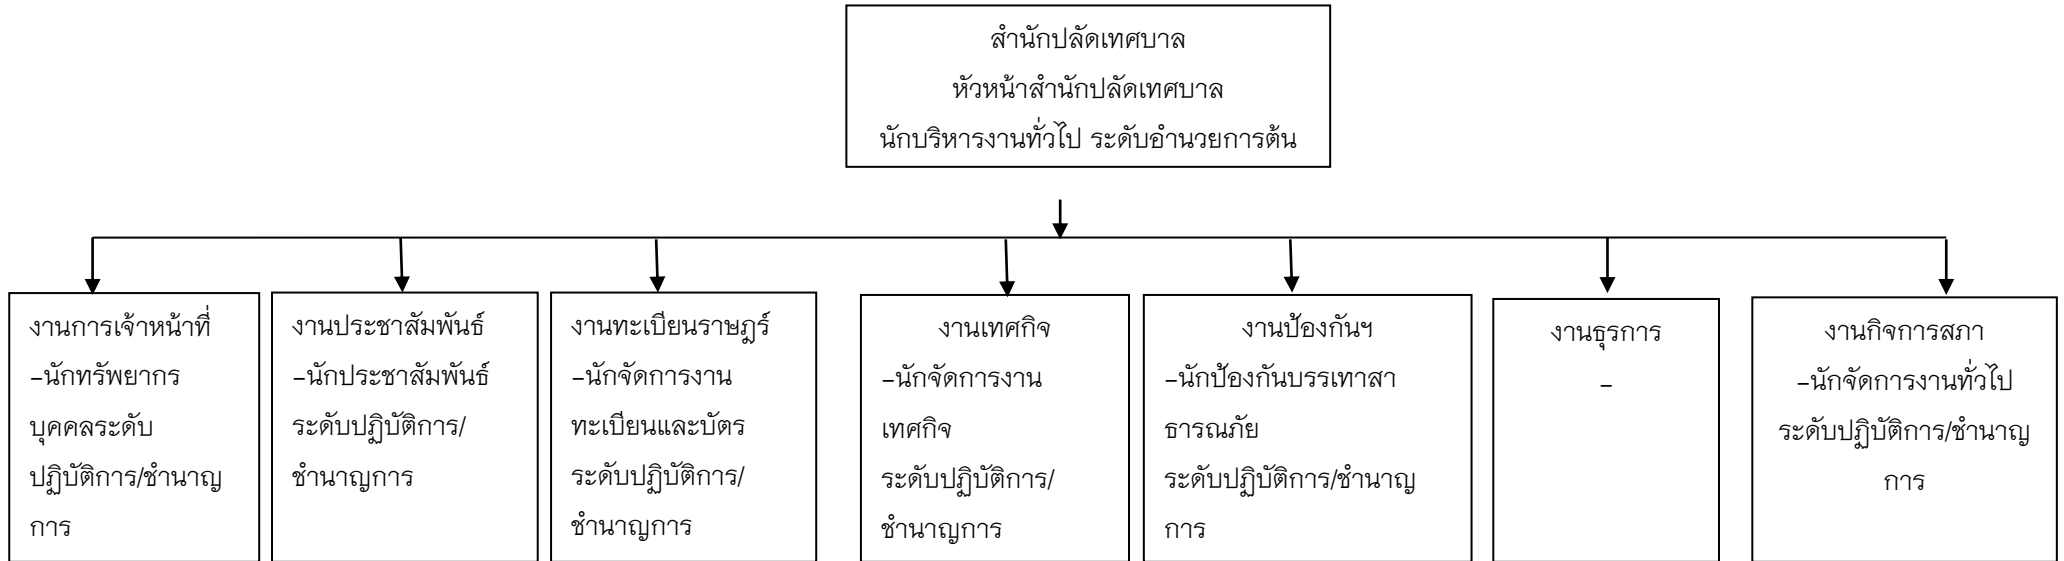 สำนักปลัดเทศบาล
หัวหน้าสำนักปลัดเทศบาล
นักบริหารงานทั่วไป ระดับอำนวยการต้น
งานการเจ้าหน้าที่
-นักทรัพยากร
บุคคลระดับ
ปฏิบัติการ/ชำนาญ
การ
งานประชาสัมพันธ์
-นักประชาสัมพันธ์
ระดับปฏิบัติการ/
ชำนาญการ
งานทะเบียนราษฎร์
-นักจัดการงาน
ทะเบียนและบัตร
ระดับปฏิบัติการ/
ชำนาญการ
งานเทศกิจ
-นักจัดการงาน
เทศกิจ
ระดับปฏิบัติการ/
ชำนาญการ
งานป้องกันฯ
-นักป้องกันบรรเทาสา
ธารณภัย
ระดับปฏิบัติการ/ชำนาญ
การ
งานธุรการ
-
งานกิจการสภา
-นักจัดการงานทั่วไป
ระดับปฏิบัติการ/ชำนาญ
การ